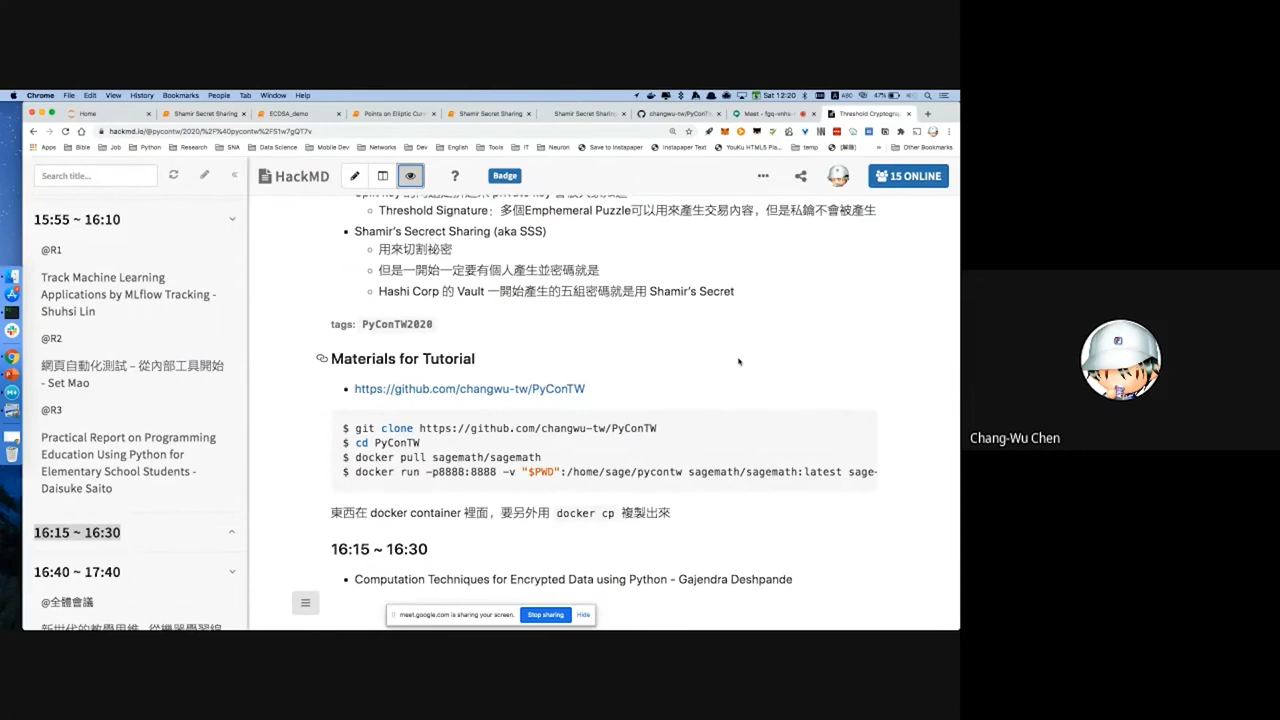 Chrome File Edit View History Bookmarks People Tab Window Help
47% Sat 12:20 ABC
Home Shamir Secret Sharing ECDSA_demo Points on Elliptic Cur Shamir Secret Sharing Shamir Secret Sharing changwu-tw/PyConT Meet - Threshold Cryptogra
hackmd.io/@pycontw/2020/%2F%40pycontw%2FS1w7gQT7v
Apps Bible Job Python Research SNA Data Science Mobile Dev Networks Dev English Tools IT Neuron Save to Instapaper Instapaper Text YouKu HTML5 Pla.. temp Other Bookmarks
Search title...
HackMD
?
Badge
15 ONLINE
15:55 ~ 16:10
@R1
Track Machine Learning
Applications by MLflow Tracking -
Shuhsi Lin
@R2
網頁自動化測試 – 從內部工具開始
- Set Mao
@R3
Practical Report on Programming
Education Using Python for
Elementary School Students -
Daisuke Saito
16:15 ~ 16:30
16:40 ~ 17:40
@全體會議
Threshold Signature：多個Emphemeral Puzzle可以用來產生交易內容，但是私鑰不會被產生
Shamir's Secrect Sharing (aka SSS)
用來切割祕密
但是一開始一定要有個人產生並密碼就是
Hashi Corp 的 Vault 一開始產生的五組密碼就是用 Shamir's Secret
tags: PyConTW2020
Materials for Tutorial
https://github.com/changwu-tw/PyConTW
$ git clone https://github.com/changwu-tw/PyConTW
$ cd PyConTW
$ docker pull sagemath/sagemath
$ docker run -p8888:8888 -v "$PWD":/home/sage/pycontw sagemath/sagemath:latest sage-
東西在 docker container 裡面，要另外用 docker cp 複製出來
16:15 ~ 16:30
Computation Techniques for Encrypted Data using Python - Gajendra Deshpande
meet.google.com is sharing your screen. Stop sharing Hide
Chang-Wu Chen